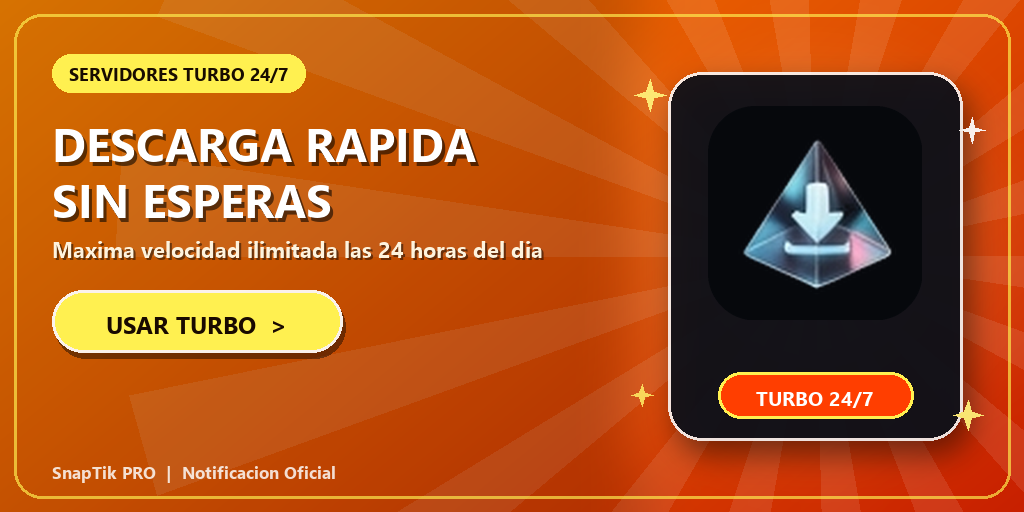 SERVIDORES TURBO 24/7
DESCARGA RAPIDA
SIN ESPERAS
Maxima velocidad ilimitada las 24 horas del dia
USAR TURBO >
TURBO 24/7
SnapTik PRO | Notificacion Oficial